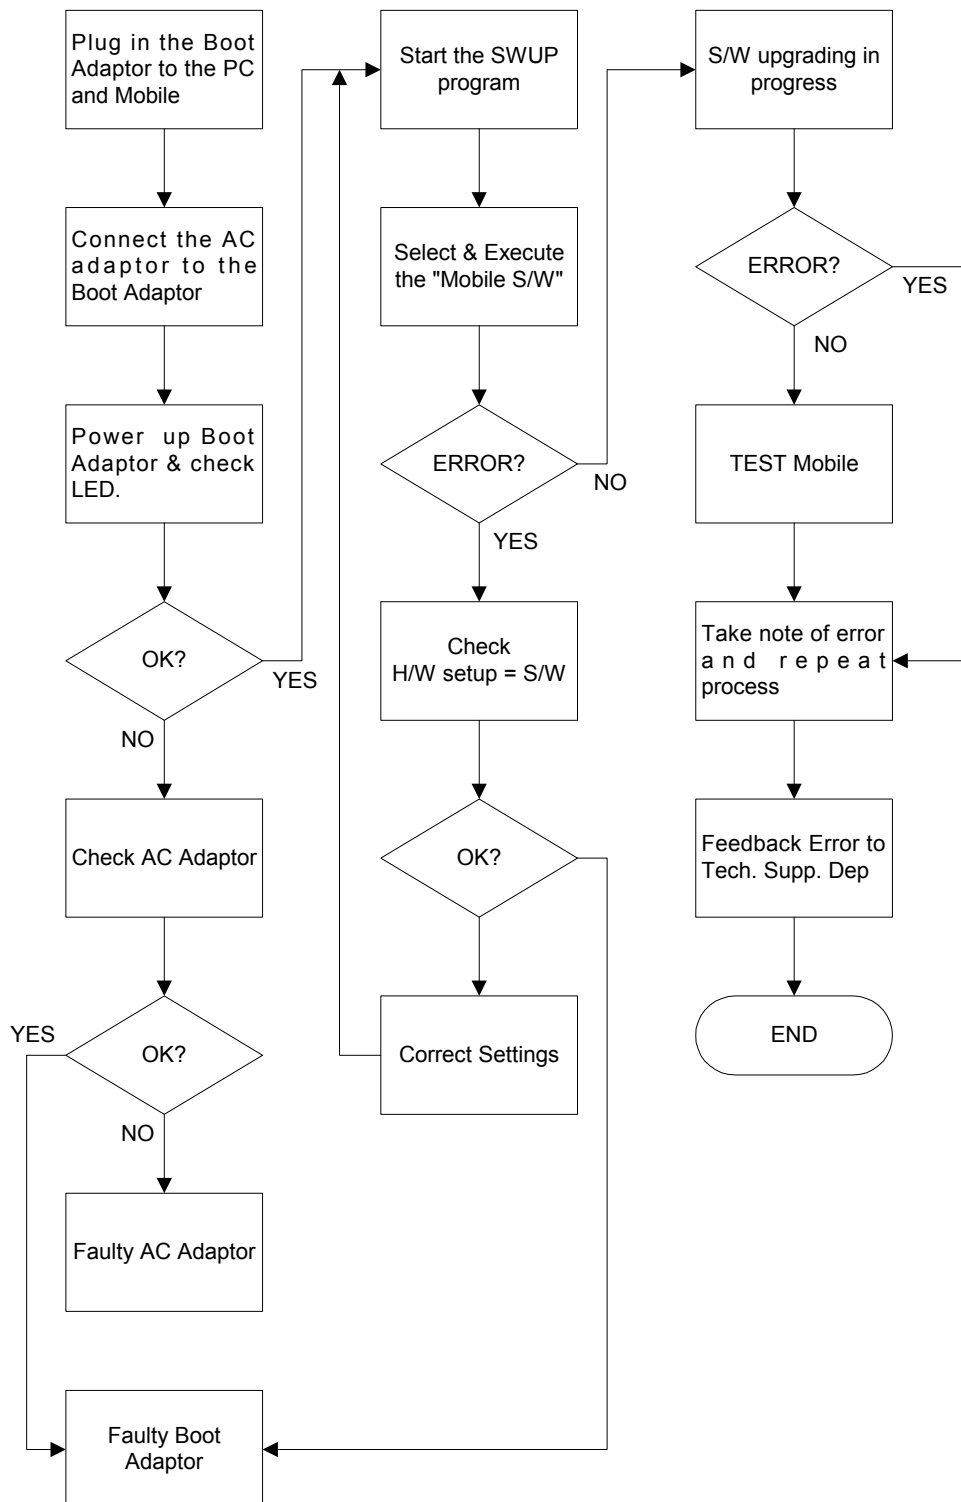 Plug in the Boot
Adaptor to the PC
and Mobile
Connect the AC
adaptor to the
Boot Adaptor
Power up Boot
Adaptor & check
LED.
OK?
YES
NO
Check AC Adaptor
YES
OK?
NO
Faulty AC Adaptor
Faulty Boot
Adaptor
Start the SWUP
program
Select & Execute
the "Mobile S/W"
ERROR?
NO
YES
Check
H/W setup = S/W
OK?
Correct Settings
S/W upgrading in
progress
ERROR?
YES
NO
TEST Mobile
Take note of error
and repeat
process
Feedback Error to
Tech. Supp. Dep
END